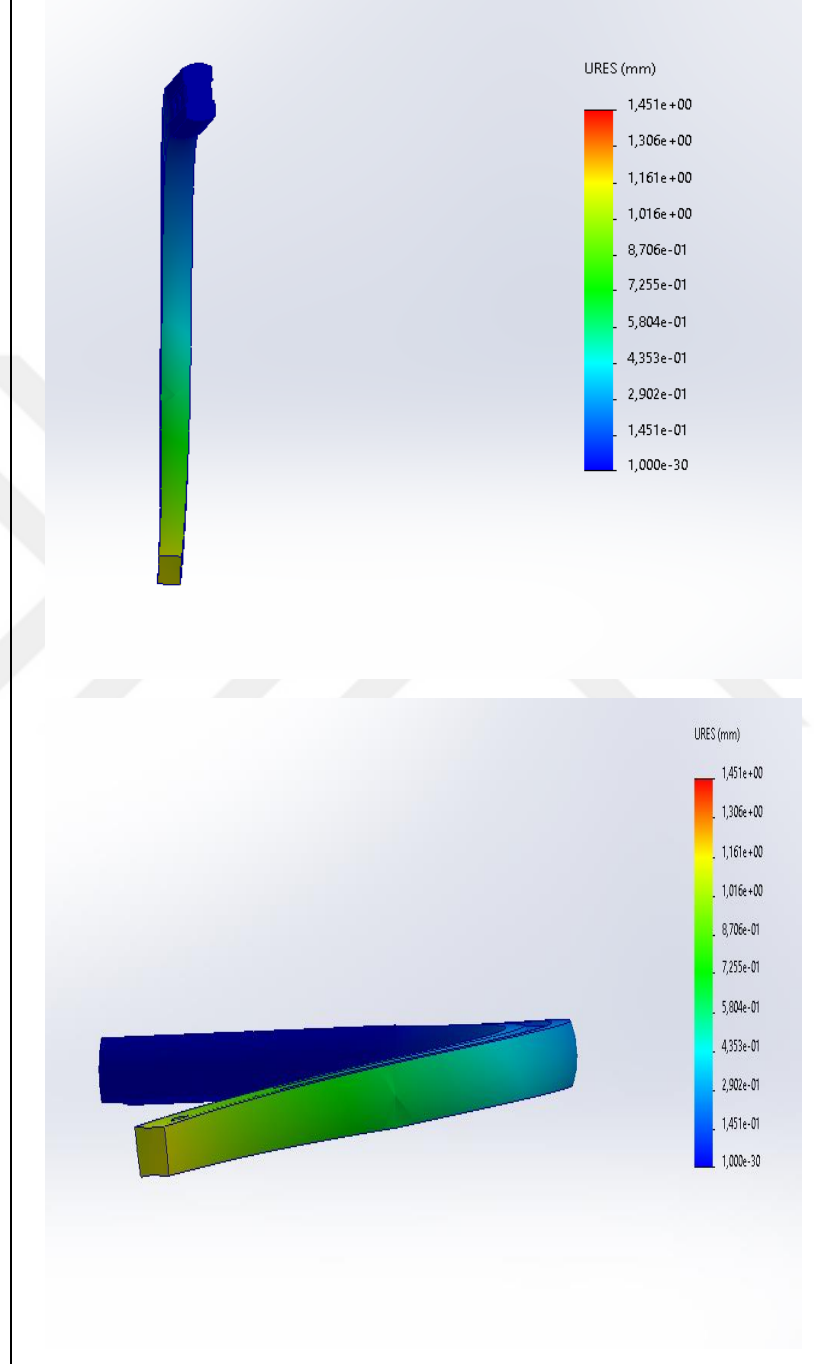 URES (mm)
1,451e+00
1,306e+00
1,161e+00
1,016e+00
8,706e-01
7,255e-01
5,804e-01
4,353e-01
2,902e-01
1,451e-01
1,000e-30
URES (mm)
1,451e+00
1,306e+00
1,161e+00
1,016e+00
8,706e-01
7,255e-01
5,804e-01
4,353e-01
2,902e-01
1,451e-01
1,000e-30